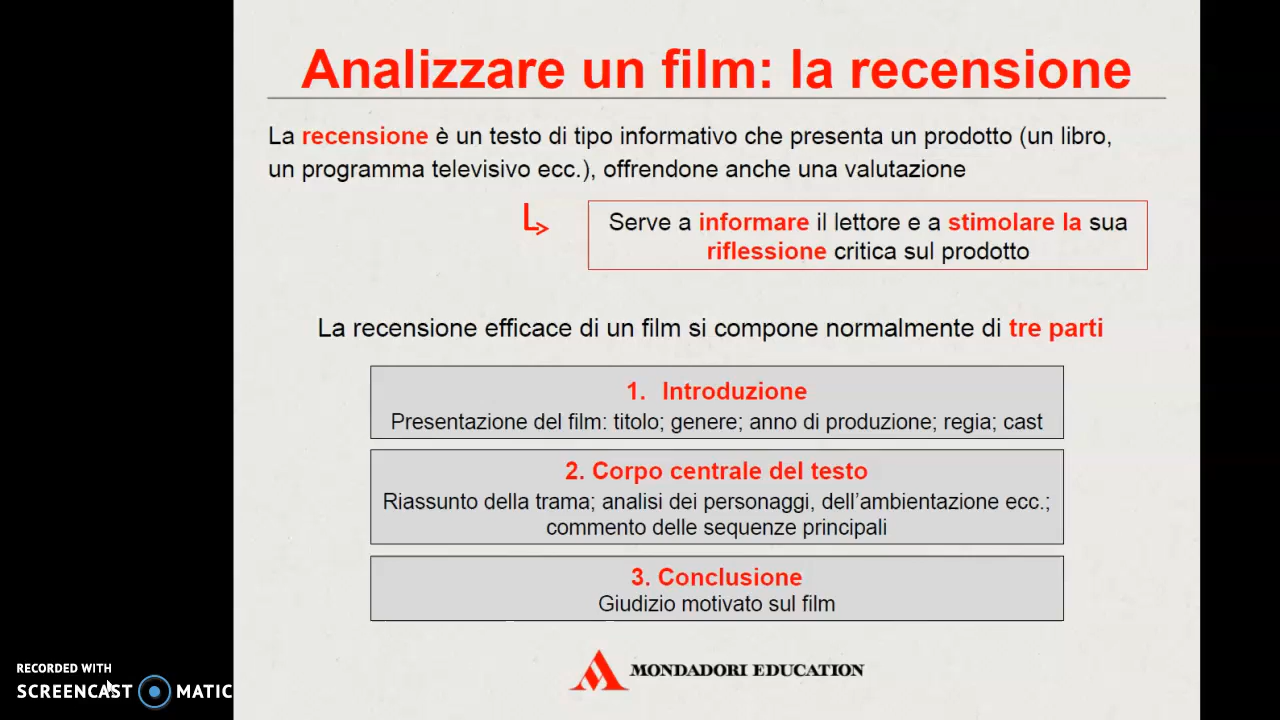 Analizzare un film: la recensione
La recensione è un testo di tipo informativo che presenta un prodotto (un libro,
un programma televisivo ecc.), offrendone anche una valutazione
Serve a informare il lettore e a stimolare la sua
riflessione critica sul prodotto
La recensione efficace di un film si compone normalmente di tre parti
1. Introduzione
Presentazione del film: titolo; genere; anno di produzione; regia; cast
2. Corpo centrale del testo
Riassunto della trama; analisi dei personaggi, dell'ambientazione ecc.;
commento delle sequenze principali
3. Conclusione
Giudizio motivato sul film
MONDADORI EDUCATION
RECORDED WITH
SCREENCAST MATIC